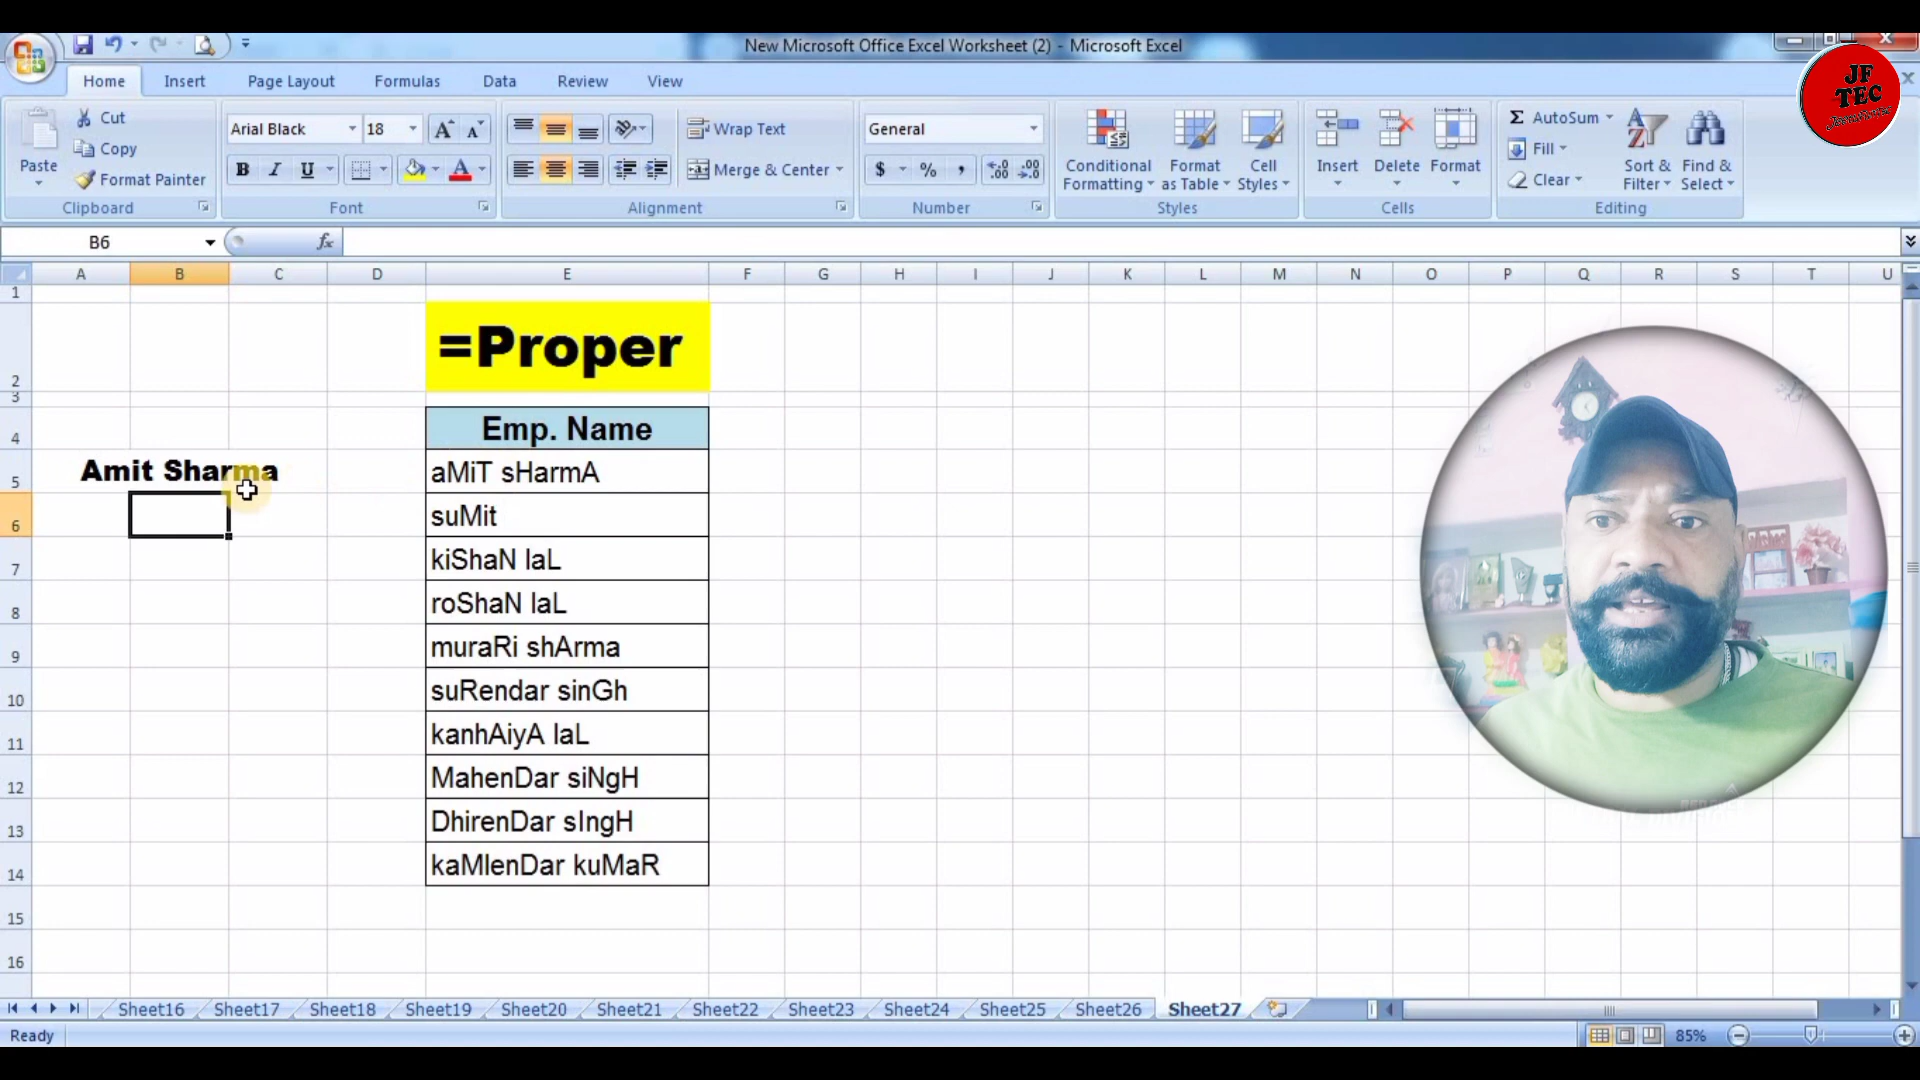 New Microsoft Office Excel Worksheet (2) - Microsoft Excel
JF
TEC
Home Insert Page Layout Formulas Data Review View
Cut
Copy
Format Painter
Paste
Clipboard
Arial Black 18
B I U
Font
Wrap Text
Merge & Center
Alignment
General
$ % ,
Number
Conditional Formatting
Format as Table
Cell Styles
Styles
Insert Delete Format
Cells
Σ AutoSum
Fill
Clear
Sort & Filter
Find & Select
Editing
B6 fx
A B C D E F G H I J K L M N O P Q R S T U
1
2 =Proper
3
4 Emp. Name
5 Amit Sharma aMiT sHarmA
6 suMit
7 kiShaN laL
8 roShaN laL
9 muraRi shArma
10 suRendar sinGh
11 kanhAiyA laL
12 MahenDar siNgH
13 DhirenDar sIngH
14 kaMlenDar kuMaR
15
16
Sheet16 Sheet17 Sheet18 Sheet19 Sheet20 Sheet21 Sheet22 Sheet23 Sheet24 Sheet25 Sheet26 Sheet27
Ready 85%